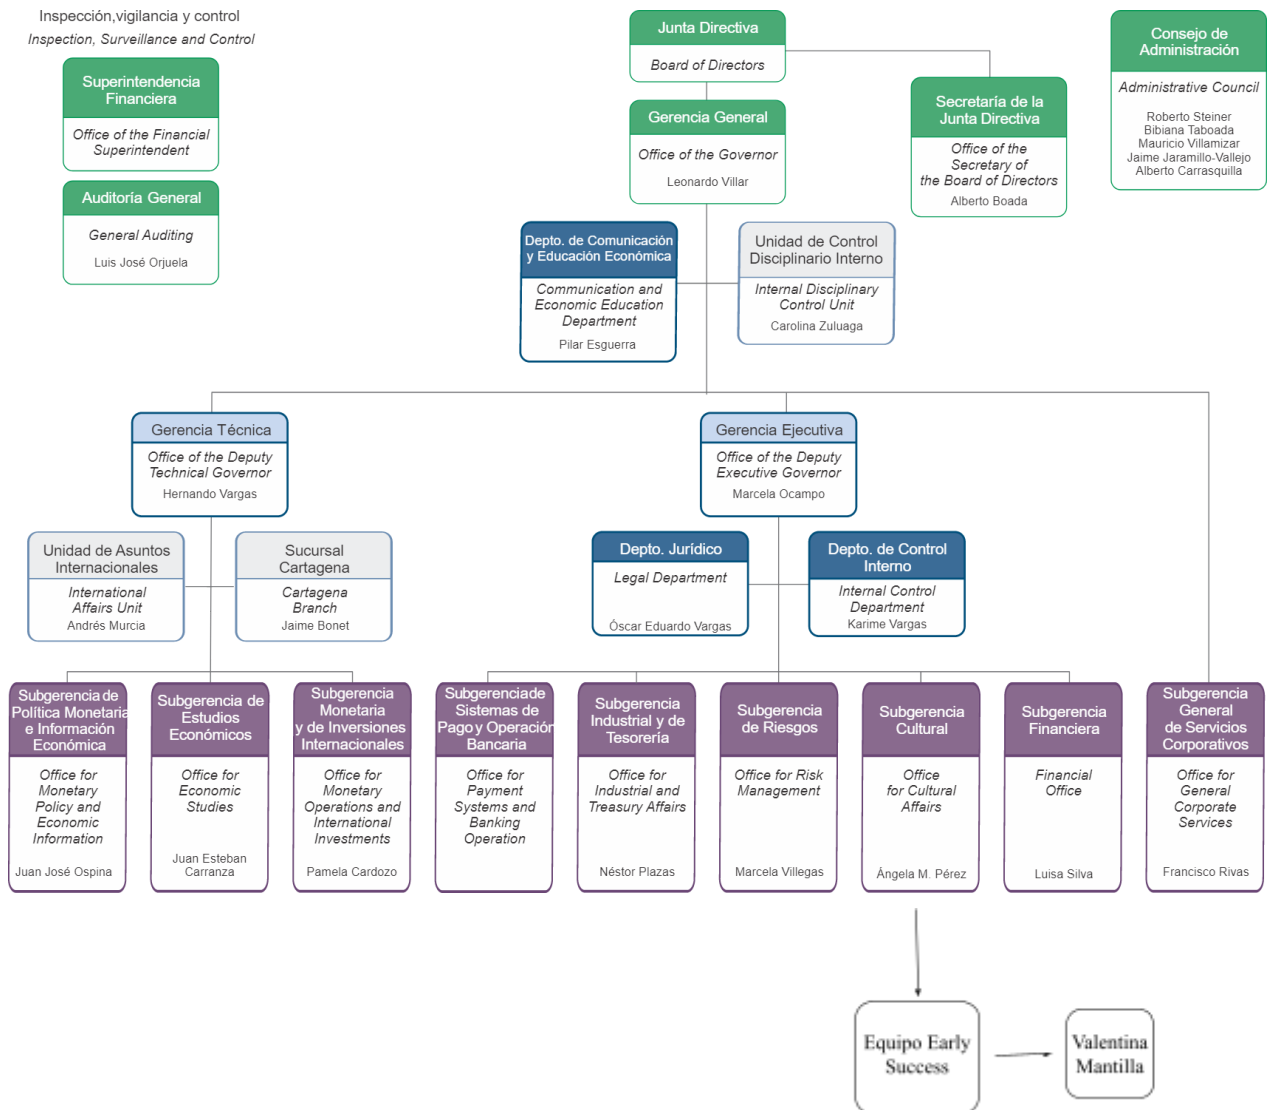 Inspección,vigilancia y control
Inspection, Surveillance and Control
Superintendencia
Financiera
Office of the Financial
Superintendent
Auditoría General
General Auditing
Luis José Orjuela
Junta Directiva
Board of Directors
Gerencia General
Office of the Governor
Leonardo Villar
Secretaría de la
Junta Directiva
Office of the
Secretary of
the Board of Directors
Alberto Boada
Consejo de
Administración
Administrative Council
Roberto Steiner
Bibiana Taboada
Mauricio Villamizar
Jaime Jaramillo-Vallejo
Alberto Carrasquilla
Depto. de Comunicación
y Educación Económica
Communication and
Economic Education
Department
Pilar Esguerra
Unidad de Control
Disciplinario Interno
Internal Disciplinary
Control Unit
Carolina Zuluaga
Gerencia Técnica
Office of the Deputy
Technical Governor
Hernando Vargas
Gerencia Ejecutiva
Office of the Deputy
Executive Governor
Marcela Ocampo
Unidad de Asuntos
Internacionales
International
Affairs Unit
Andrés Murcia
Sucursal
Cartagena
Cartagena
Branch
Jaime Bonet
Depto. Jurídico
Legal Department
Óscar Eduardo Vargas
Depto. de Control
Interno
Internal Control
Department
Karime Vargas
Subgerencia de
Política Monetaria
e Información
Económica
Office for
Monetary
Policy and
Economic
Information
Juan José Ospina
Subgerencia de
Estudios
Económicos
Office for
Economic
Studies
Juan Esteban
Carranza
Subgerencia
Monetaria
y de Inversiones
Internacionales
Office for
Monetary
Operations and
International
Investments
Pamela Cardozo
Subgerencia de
Sistemas de
Pago y Operación
Bancaria
Office for
Payment
Systems and
Banking
Operation
Subgerencia
Industrial y de
Tesorería
Office for
Industrial and
Treasury Affairs
Néstor Plazas
Subgerencia
de Riesgos
Office for Risk
Management
Marcela Villegas
Subgerencia
Cultural
Office
for Cultural
Affairs
Ángela M. Pérez
Subgerencia
Financiera
Financial
Office
Luisa Silva
Subgerencia
General
de Servicios
Corporativos
Office for
General
Corporate
Services
Francisco Rivas
Equipo Early
Success
Valentina
Mantilla